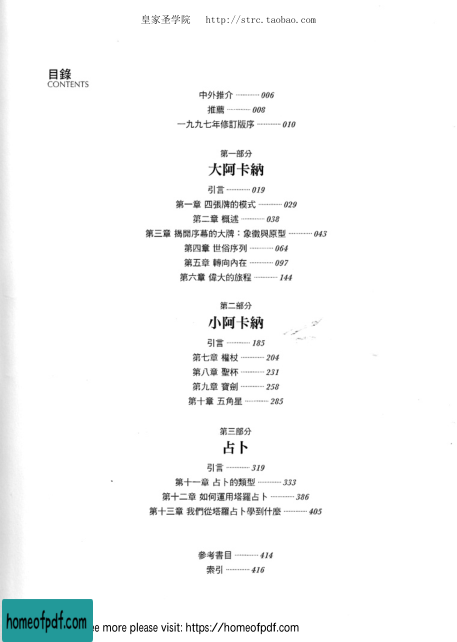 皇家圣学院 http://strc.taobao.com
目錄
CONTENTS
中外推介 ·········· 006
推薦 ·········· 008
一九九七年修訂版序 ·········· 010
第一部分
大阿卡納
引言 ·········· 019
第一章 四張牌的模式 ·········· 029
第二章 概述 ·········· 038
第三章 揭開序幕的大牌：象徵與原型 ·········· 043
第四章 世俗序列 ·········· 064
第五章 轉向內在 ·········· 097
第六章 偉大的旅程 ·········· 144
第二部分
小阿卡納
引言 ·········· 185
第七章 權杖 ·········· 204
第八章 聖杯 ·········· 231
第九章 寶劍 ·········· 258
第十章 五角星 ·········· 285
第三部分
占卜
引言 ·········· 319
第十一章 占卜的類型 ·········· 333
第十二章 如何運用塔羅占卜 ·········· 386
第十三章 我們從塔羅占卜學到什麼 ·········· 405
參考書目 ·········· 414
索引 ·········· 416
homeofpdf.com
ee more please visit: https://homeofpdf.com